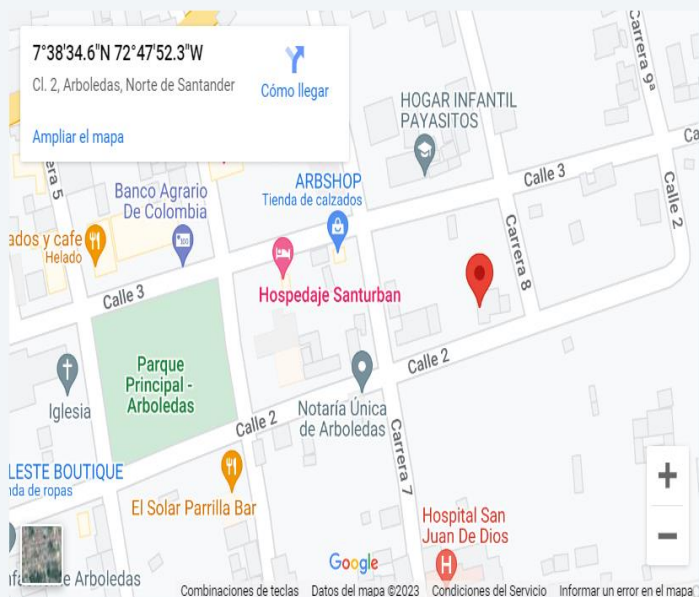 7°38'34.6"N 72°47'52.3"W
Cl. 2, Arboledas, Norte de Santander
Cómo llegar
Ampliar el mapa
Carrera 9ª
HOGAR INFANTIL
PAYASITOS
Calle 3
Calle 2
era 5
Banco Agrario
De Colombia
ARBSHOP
Tienda de calzados
ados y cafe
Helado
Carrera 8
Hospedaje Santurban
Calle 3
Calle 2
Parque
Principal -
Arboledas
Iglesia
Notaría Única
de Arboledas
Carrera 7
Calle 2
LESTE BOUTIQUE
nda de ropas
El Solar Parrilla Bar
Hospital San
Juan De Dios
H
+
−
de Arboledas
Google
Combinaciones de teclas Datos del mapa ©2023 Condiciones del Servicio Informar un error en el mapa